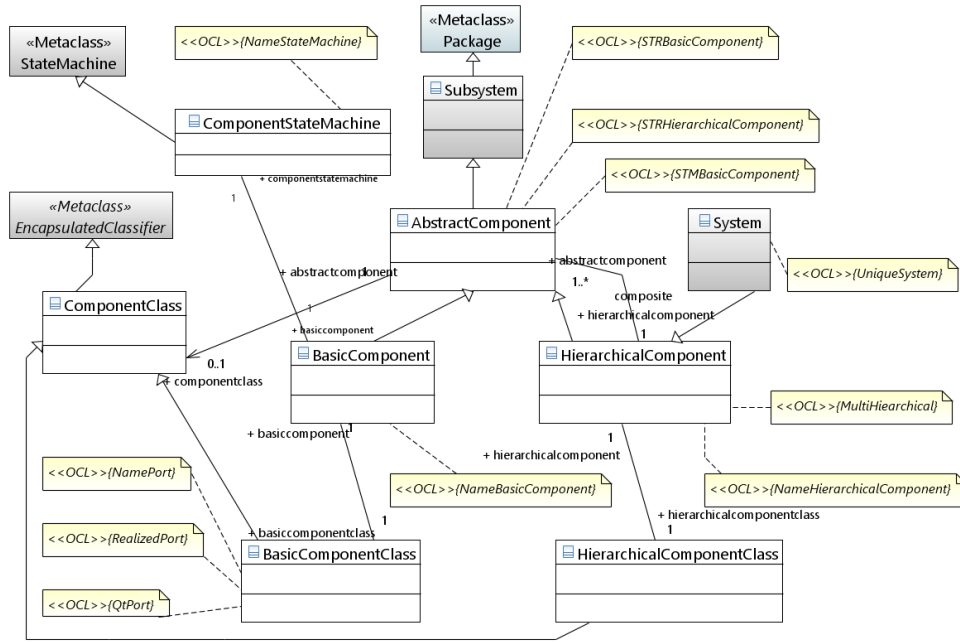 «Metaclass»
Package
«Metaclass»
StateMachine
<<OCL>>{NameStateMachine}
<<OCL>>{STRBasicComponent}
Subsystem
ComponentStateMachine
<<OCL>>{STRHierarchicalComponent}
+ componentstatemachine
1
<<OCL>>{STMBasicComponent}
«Metaclass»
EncapsulatedClassifier
AbstractComponent
System
+ abstractcomponent
1
+ abstractcomponent
<<OCL>>{UniqueSystem}
1..*
composite
ComponentClass
1
+ hierarchicalcomponent
+ basiccomponent
1
0..1
+ componentclass
BasicComponent
HierarchicalComponent
<<OCL>>{MultiHierarchical}
+ basiccomponent
1
1
+ hierarchicalcomponent
<<OCL>>{NamePort}
<<OCL>>{NameBasicComponent}
<<OCL>>{NameHierarchicalComponent}
1
+ hierarchicalcomponentclass
1
<<OCL>>{RealizedPort}
+ basiccomponentclass
BasicComponentClass
HierarchicalComponentClass
<<OCL>>{QtPort}